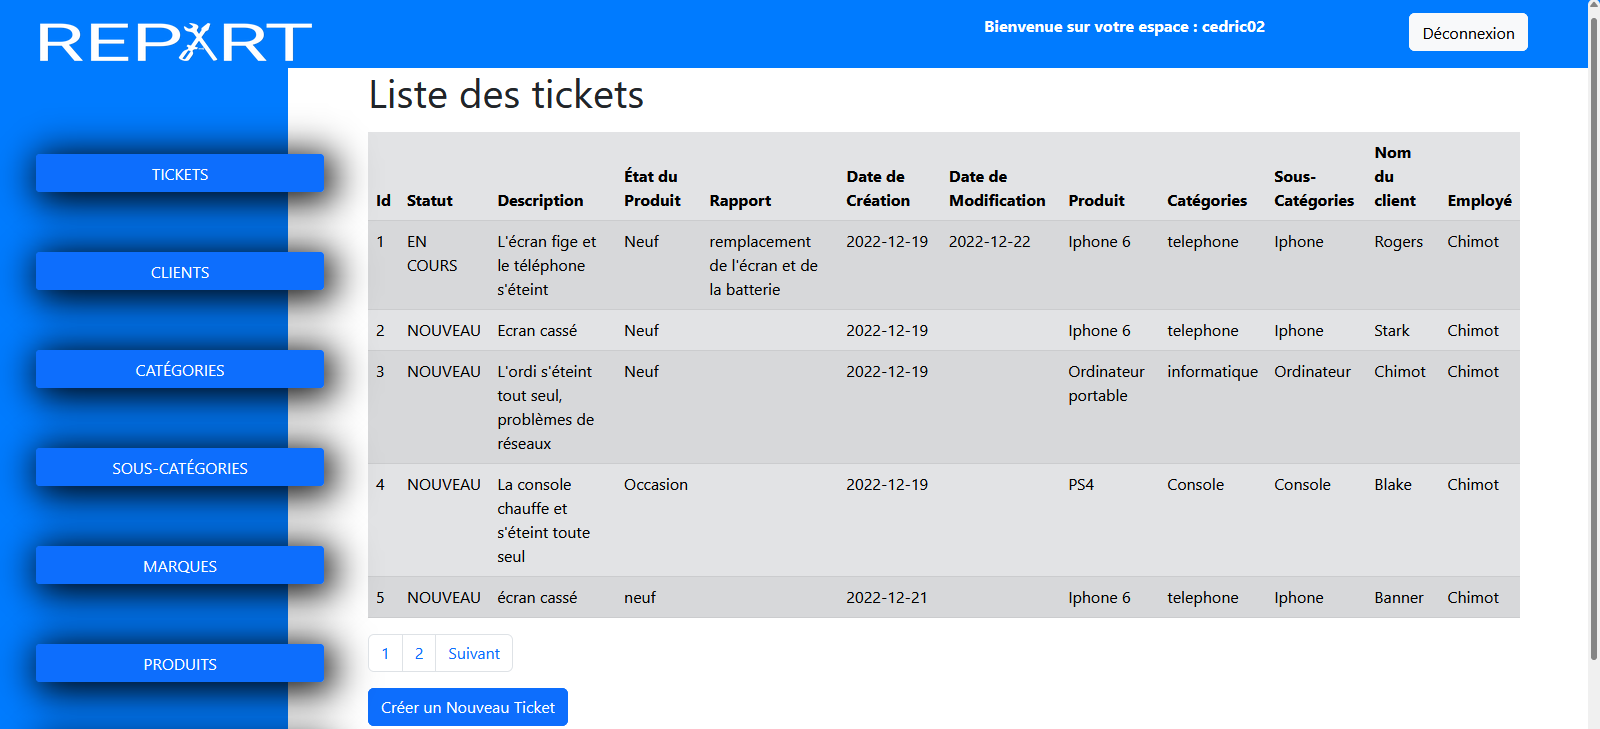 REPART
Bienvenue sur votre espace : cedric02
Déconnexion
Liste des tickets
TICKETS
CLIENTS
CATÉGORIES
SOUS-CATÉGORIES
MARQUES
PRODUITS
Id Statut Description État du Produit Rapport Date de Création Date de Modification Produit Catégories Sous-Catégories Nom du client Employé
1 EN COURS L'écran fige et le téléphone s'éteint Neuf remplacement de l'écran et de la batterie 2022-12-19 2022-12-22 Iphone 6 telephone Iphone Rogers Chimot
2 NOUVEAU Ecran cassé Neuf 2022-12-19 Iphone 6 telephone Iphone Stark Chimot
3 NOUVEAU L'ordi s'éteint tout seul, problèmes de réseaux Neuf 2022-12-19 Ordinateur portable informatique Ordinateur Chimot Chimot
4 NOUVEAU La console chauffe et s'éteint toute seul Occasion 2022-12-19 PS4 Console Console Blake Chimot
5 NOUVEAU écran cassé neuf 2022-12-21 Iphone 6 telephone Iphone Banner Chimot
1 2 Suivant
Créer un Nouveau Ticket